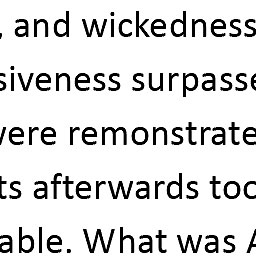 , and wickedness
siveness surpasse
were remonstrate
ts afterwards too
able. What was A